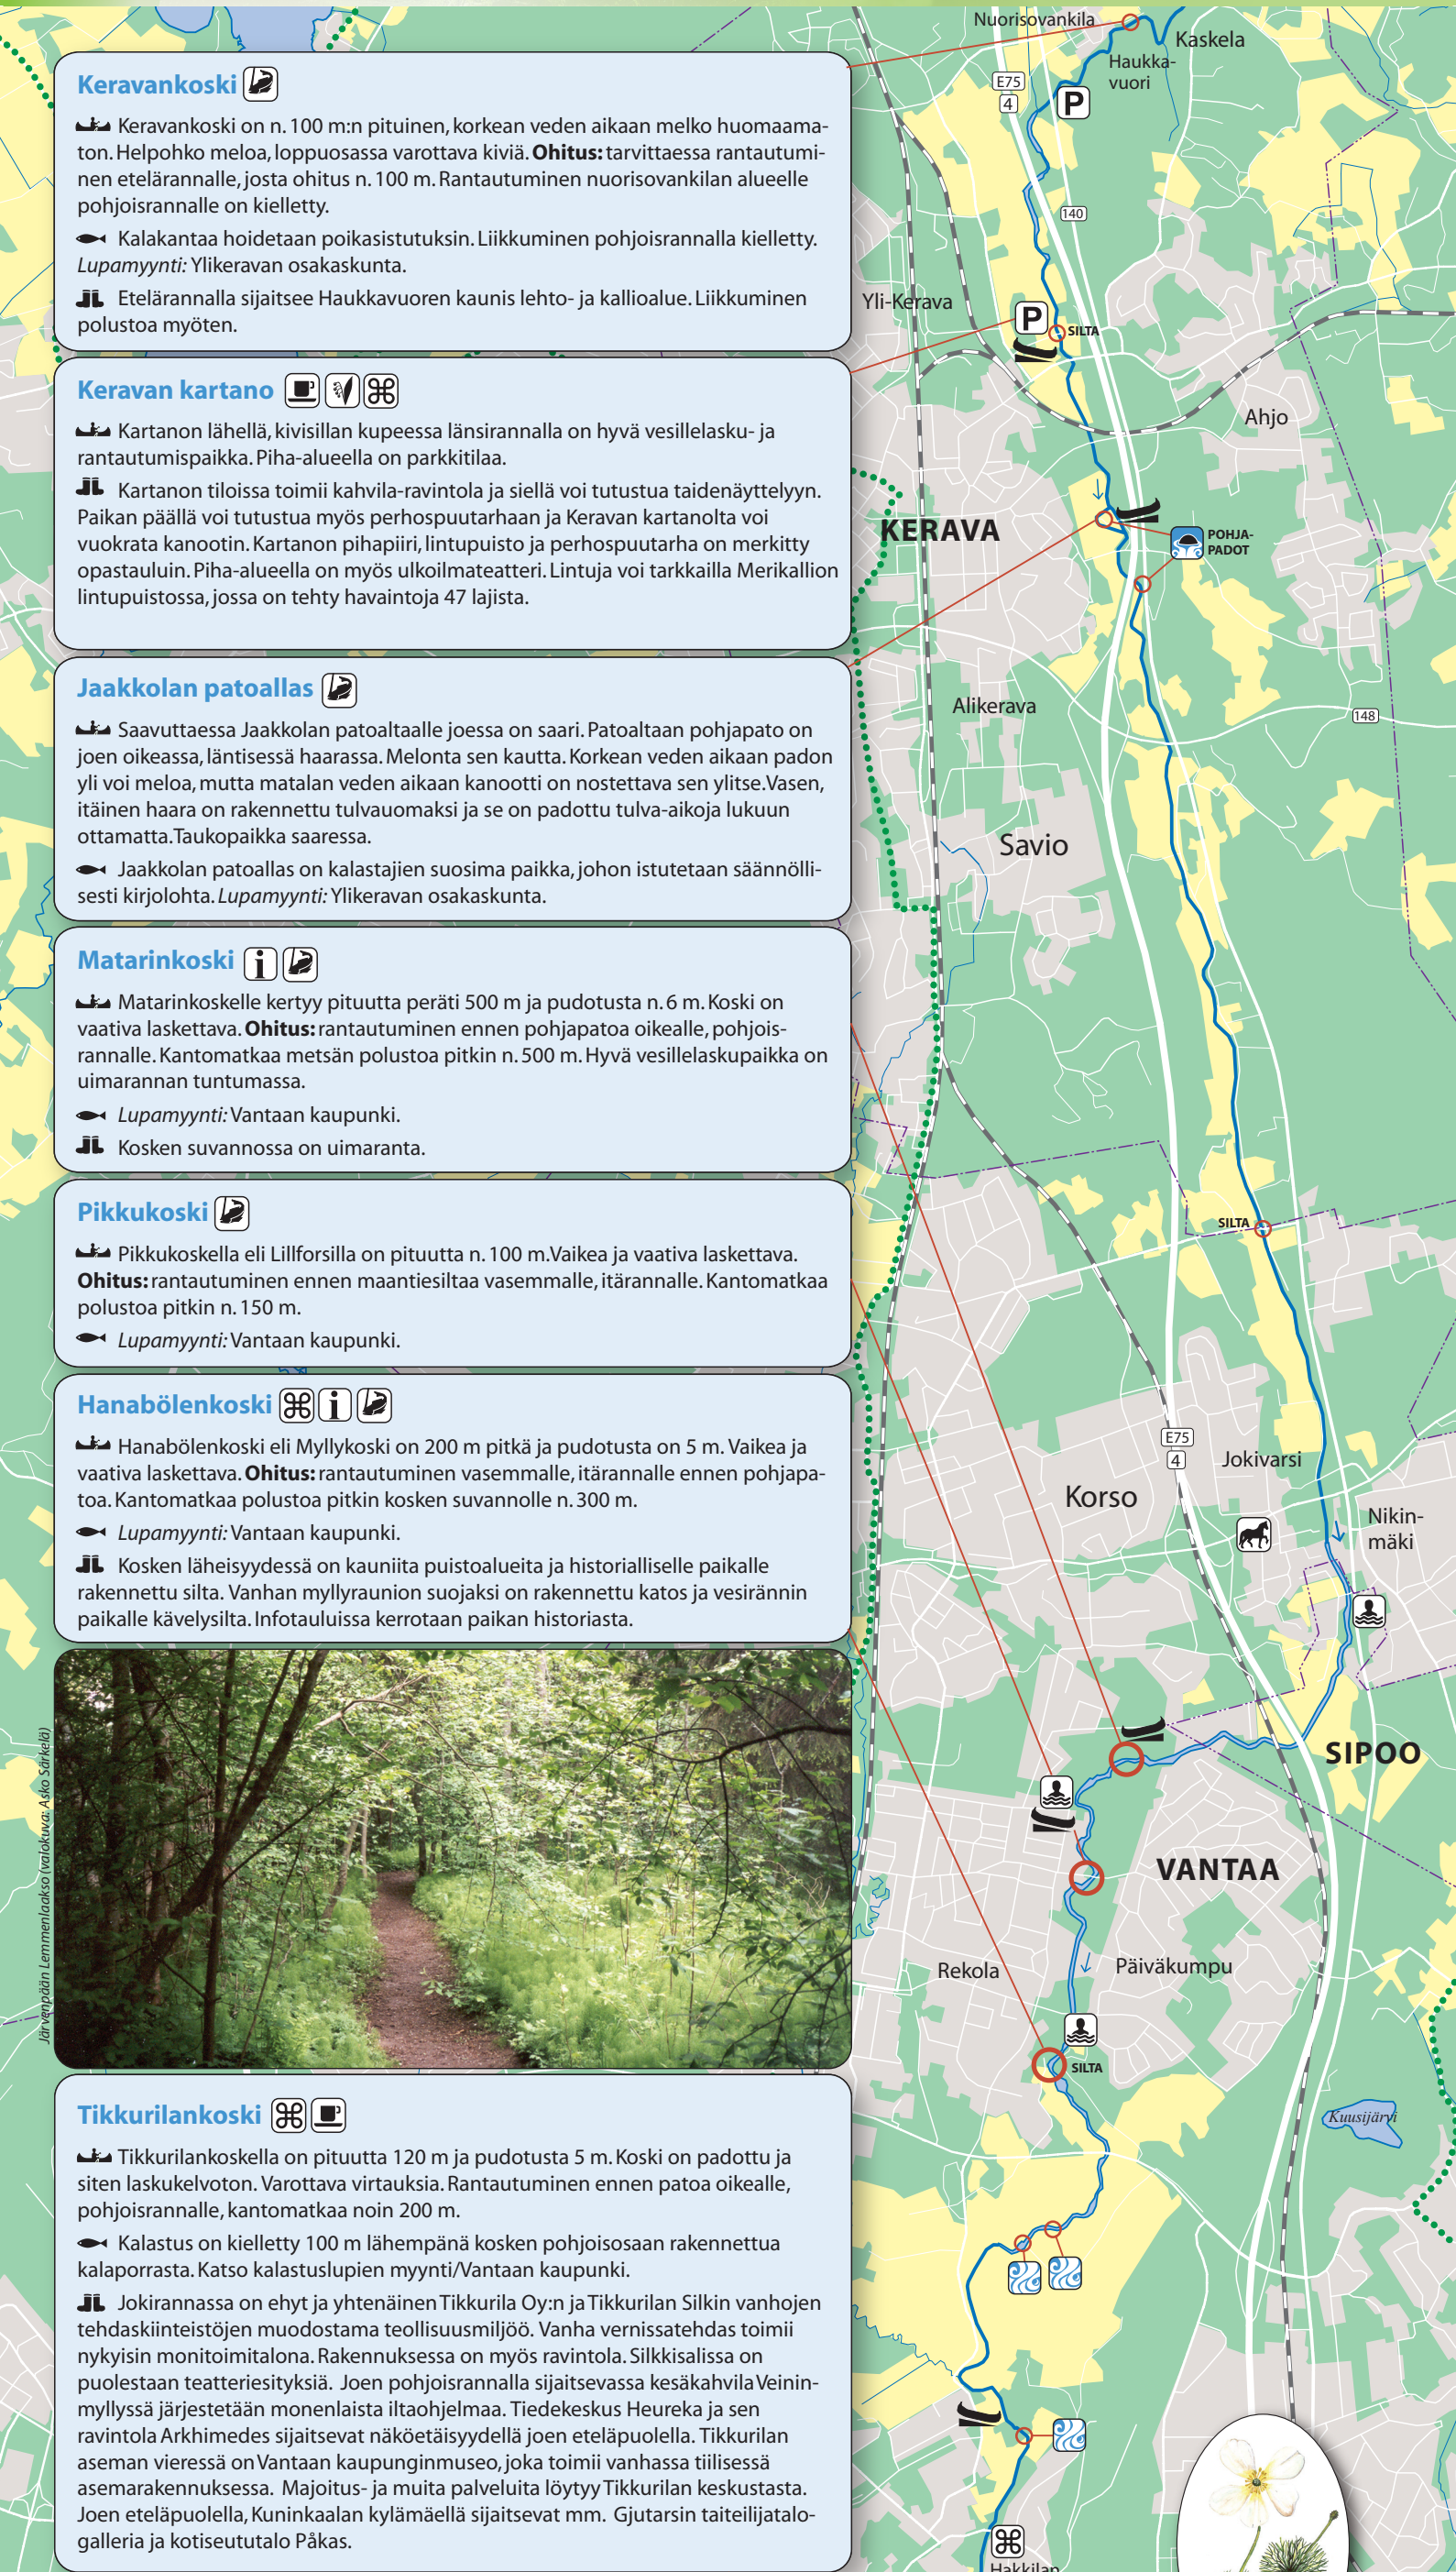 Keravankoski
Keravankoski on n. 100 m:n pituinen, korkean veden aikaan melko huomaama-
ton. Helpohko meloa, loppuosassa varottava kiviä. Ohitus: tarvittaessa rantautumi-
nen etelärannalle, josta ohitus n. 100 m. Rantautuminen nuorisovankilan alueelle
pohjoisrannalle on kielletty.
Kalakantaa hoidetaan poikasistutuksin. Liikkuminen pohjoisrannalla kielletty.
Lupamyynti: Ylikeravan osakaskunta.
Etelärannalla sijaitsee Haukkavuoren kaunis lehto- ja kallioalue. Liikkuminen
polustoa myöten.
Keravan kartano
Kartanon lähellä, kivisillan kupeessa länsirannalla on hyvä vesillelasku- ja
rantautumispaikka. Piha-alueella on parkkitilaa.
Kartanon tiloissa toimii kahvila-ravintola ja siellä voi tutustua taidenäyttelyyn.
Paikan päällä voi tutustua myös perhospuutarhaan ja Keravan kartanolta voi
vuokrata kanootin. Kartanon pihapiiri, lintupuisto ja perhospuutarha on merkitty
opastauluin. Piha-alueella on myös ulkoilmateatteri. Lintuja voi tarkkailla Merikallion
lintupuistossa, jossa on tehty havaintoja 47 lajista.
Jaakkolan patoallas
Saavuttaessa Jaakkolan patoaltaalle joessa on saari. Patoaltaan pohjapato on
joen oikeassa, läntisessä haarassa. Melonta sen kautta. Korkean veden aikaan padon
yli voi meloa, mutta matalan veden aikaan kanootti on nostettava sen ylitse. Vasen,
itäinen haara on rakennettu tulvauomaksi ja se on padottu tulva-aikoja lukuun
ottamatta. Taukopaikka saaressa.
Jaakkolan patoallas on kalastajien suosima paikka, johon istutetaan säännölli-
sesti kirjolohta. Lupamyynti: Ylikeravan osakaskunta.
Matarinkoski i
Matarinkoskelle kertyy pituutta peräti 500 m ja pudotusta n. 6 m. Koski on
vaativa laskettava. Ohitus: rantautuminen ennen pohjapatoa oikealle, pohjois-
rannalle. Kantomatkaa metsän polustoa pitkin n. 500 m. Hyvä vesillelaskupaikka on
uimarannan tuntumassa.
Lupamyynti: Vantaan kaupunki.
Kosken suvannossa on uimaranta.
Pikkukoski
Pikkukoskella eli Lillforsilla on pituutta n. 100 m. Vaikea ja vaativa laskettava.
Ohitus: rantautuminen ennen maantiesiltaa vasemmalle, itärannalle. Kantomatkaa
polustoa pitkin n. 150 m.
Lupamyynti: Vantaan kaupunki.
Hanabölenkoski i
Hanabölenkoski eli Myllykoski on 200 m pitkä ja pudotusta on 5 m. Vaikea ja
vaativa laskettava. Ohitus: rantautuminen vasemmalle, itärannalle ennen pohjapa-
toa. Kantomatkaa polustoa pitkin kosken suvannolle n. 300 m.
Lupamyynti: Vantaan kaupunki.
Kosken läheisyydessä on kauniita puistoalueita ja historialliselle paikalle
rakennettu silta. Vanhan myllyraunion suojaksi on rakennettu katos ja vesirännin
paikalle kävelysilta. Infotauluissa kerrotaan paikan historiasta.
Järvenpään Lemmenlaakso (valokuva: Asko Särkelä)
Tikkurilankoski
Tikkurilankoskella on pituutta 120 m ja pudotusta 5 m. Koski on padottu ja
siten laskukelvoton. Varottava virtauksia. Rantautuminen ennen patoa oikealle,
pohjoisrannalle, kantomatkaa noin 200 m.
Kalastus on kielletty 100 m lähempänä kosken pohjoisosaan rakennettua
kalaporrasta. Katso kalastuslupien myynti/Vantaan kaupunki.
Jokirannassa on ehyt ja yhtenäinen Tikkurila Oy:n ja Tikkurilan Silkin vanhojen
tehdaskiinteistöjen muodostama teollisuusmiljöö. Vanha vernissatehdas toimii
nykyisin monitoimitalona. Rakennuksessa on myös ravintola. Silkkisalissa on
puolestaan teatteriesityksiä. Joen pohjoisrannalla sijaitsevassa kesäkahvila Veinin-
myllyssä järjestetään monenlaista iltaohjelmaa. Tiedekeskus Heureka ja sen
ravintola Arkhimedes sijaitsevat näköetäisyydellä joen eteläpuolella. Tikkurilan
aseman vieressä on Vantaan kaupunginmuseo, joka toimii vanhassa tiilisessä
asemarakennuksessa. Majoitus- ja muita palveluita löytyy Tikkurilan keskustasta.
Joen eteläpuolella, Kuninkaalan kylämäellä sijaitsevat mm. Gjutarsin taiteilijatalo-
galleria ja kotiseututalo Påkas.
Nuorisovankila
Kaskela
Haukka-
vuori
E75
4
P
140
Yli-Kerava
P
SILTA
Ahjo
KERAVA
POHJA-
PADOT
Alikerava
148
Savio
SILTA
E75
4
Jokivarsi
Korso
Nikin-
mäki
SIPOO
VANTAA
Rekola
Päiväkumpu
SILTA
Kuusijärvi
Hakkilan